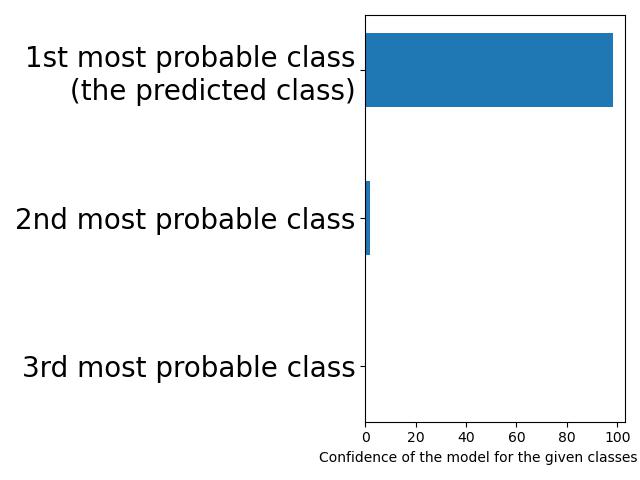 1st most probable class
(the predicted class)
2nd most probable class
3rd most probable class
0 20 40 60 80 100
Confidence of the model for the given classes